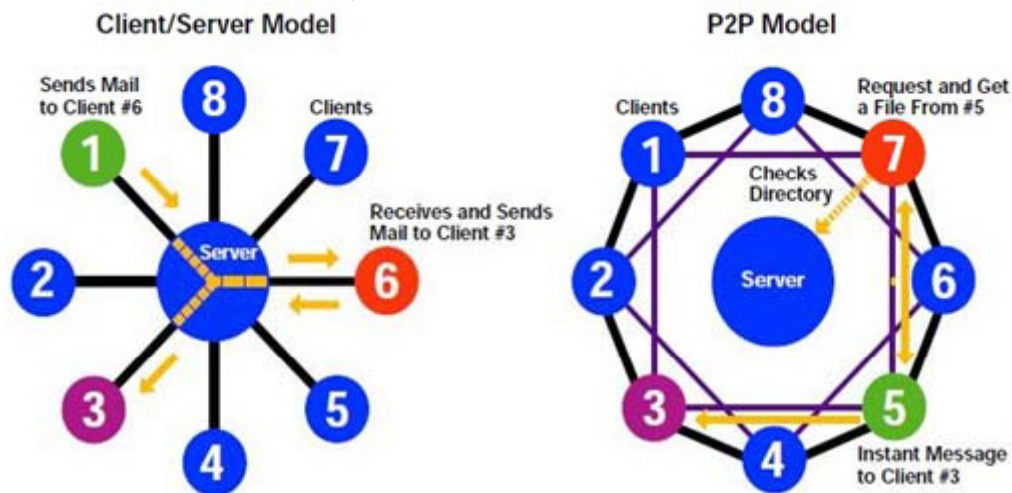 Client/Server Model
Sends Mail
to Client #6
8
Clients
1
7
Server
Receives and Sends
Mail to Client #3
2
6
3
5
4
P2P Model
Request and Get
a File From #5
Clients
8
1
7
Checks
Directory
2
Server
6
3
5
4
Instant Message
to Client #3